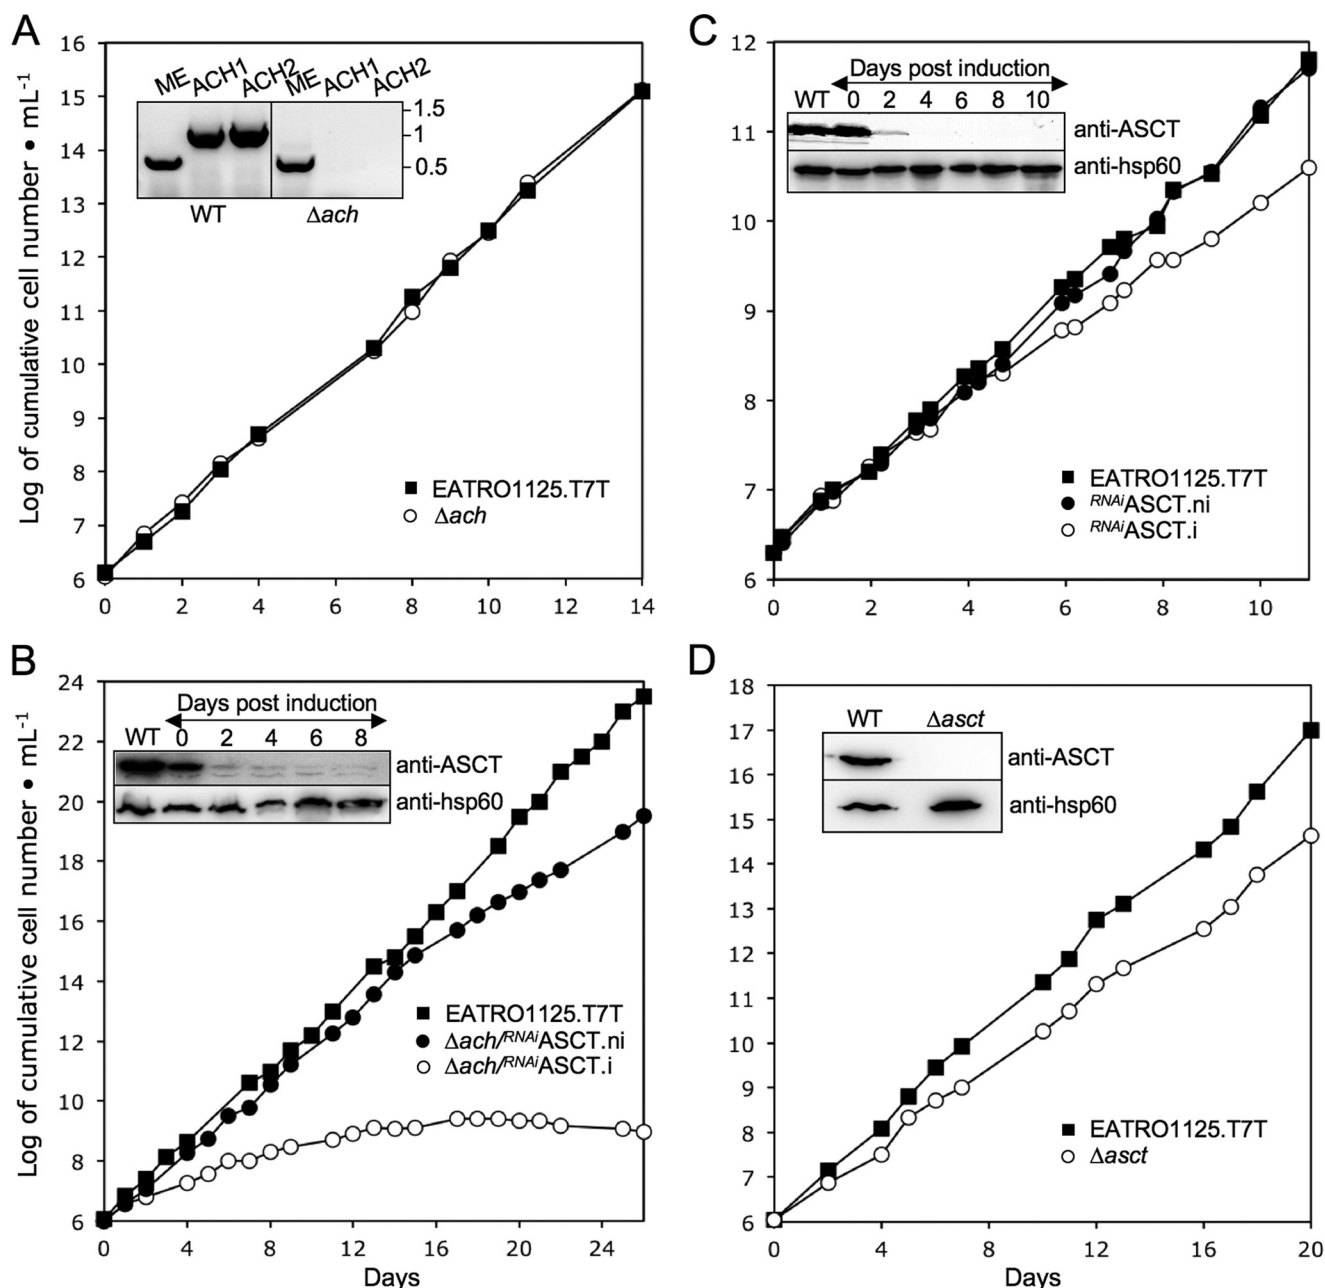 A
Log of cumulative cell number • mL-1
16
15
14
13
12
11
10
9
8
7
6
0 2 4 6 8 10 12 14
ME ACH1 ACH2 ME ACH1 ACH2
1.5
1
0.5
WT Δach
EATRO1125.T7T
Δach
B
Log of cumulative cell number • mL-1
24
22
20
18
16
14
12
10
8
6
0 4 8 12 16 20 24
Days
Days post induction
WT 0 2 4 6 8
anti-ASCT
anti-hsp60
EATRO1125.T7T
Δach/RNAiASCT.ni
Δach/RNAiASCT.i
C
12
11
10
9
8
7
6
0 2 4 6 8 10
Days post induction
WT 0 2 4 6 8 10
anti-ASCT
anti-hsp60
EATRO1125.T7T
RNAiASCT.ni
RNAiASCT.i
D
18
17
16
15
14
13
12
11
10
9
8
7
6
0 4 8 12 16 20
Days
WT Δasct
anti-ASCT
anti-hsp60
EATRO1125.T7T
Δasct